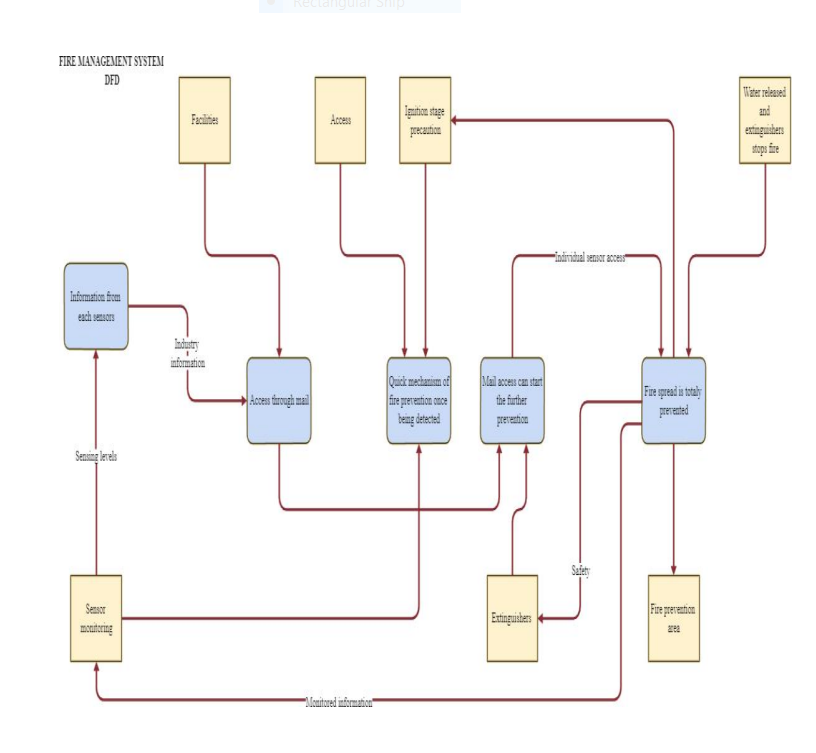 Rectangular Ship
FIRE MANAGEMENT SYSTEM
DFD
Facilities
Access
Ignition stage
precaution
Water released
and
extinguishers
stops fire
Individual sensor access
Information from
each sensors
Industry
information
Access through mail
Quick mechanism of
fire prevention once
being detected
Mail access can start
the further
prevention
Fire spread is totaly
prevented
Sensing levels
Safety
Sensor
monitoring
Extinguishers
Fire prevention
area
Monitored information